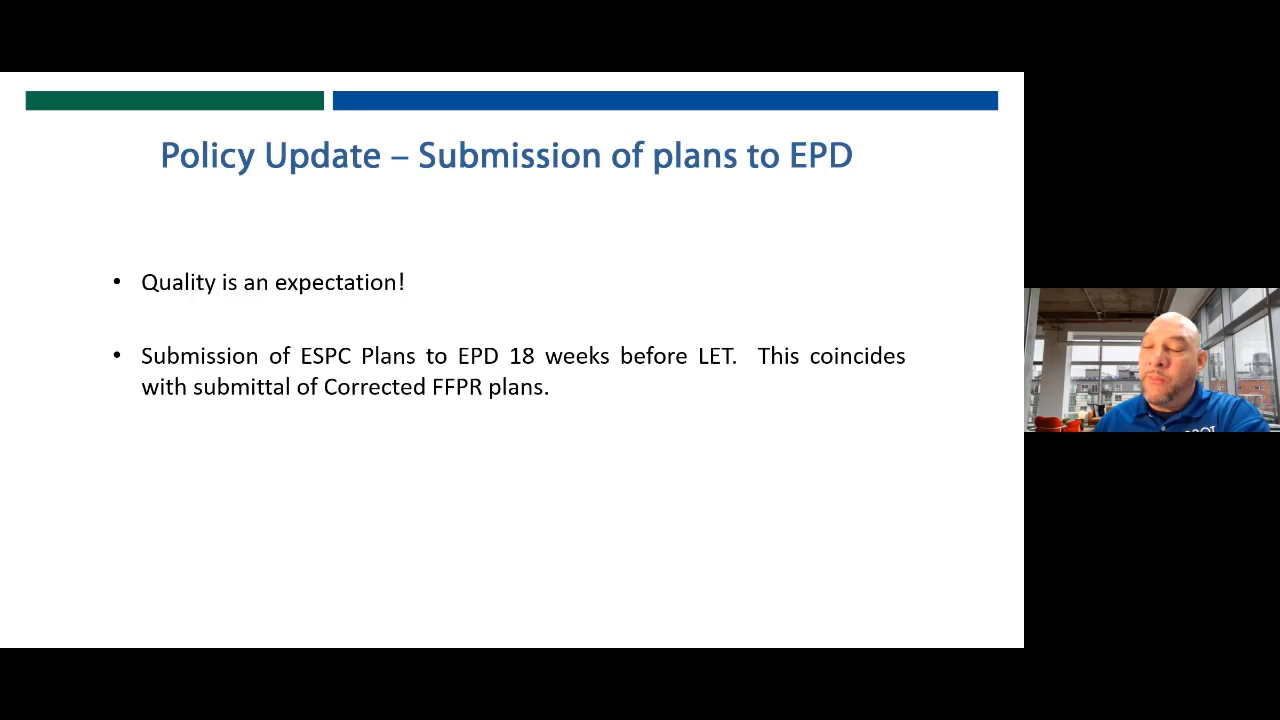 Policy Update – Submission of plans to EPD
• Quality is an expectation!
• Submission of ESPC Plans to EPD 18 weeks before LET. This coincides
with submittal of Corrected FFPR plans.